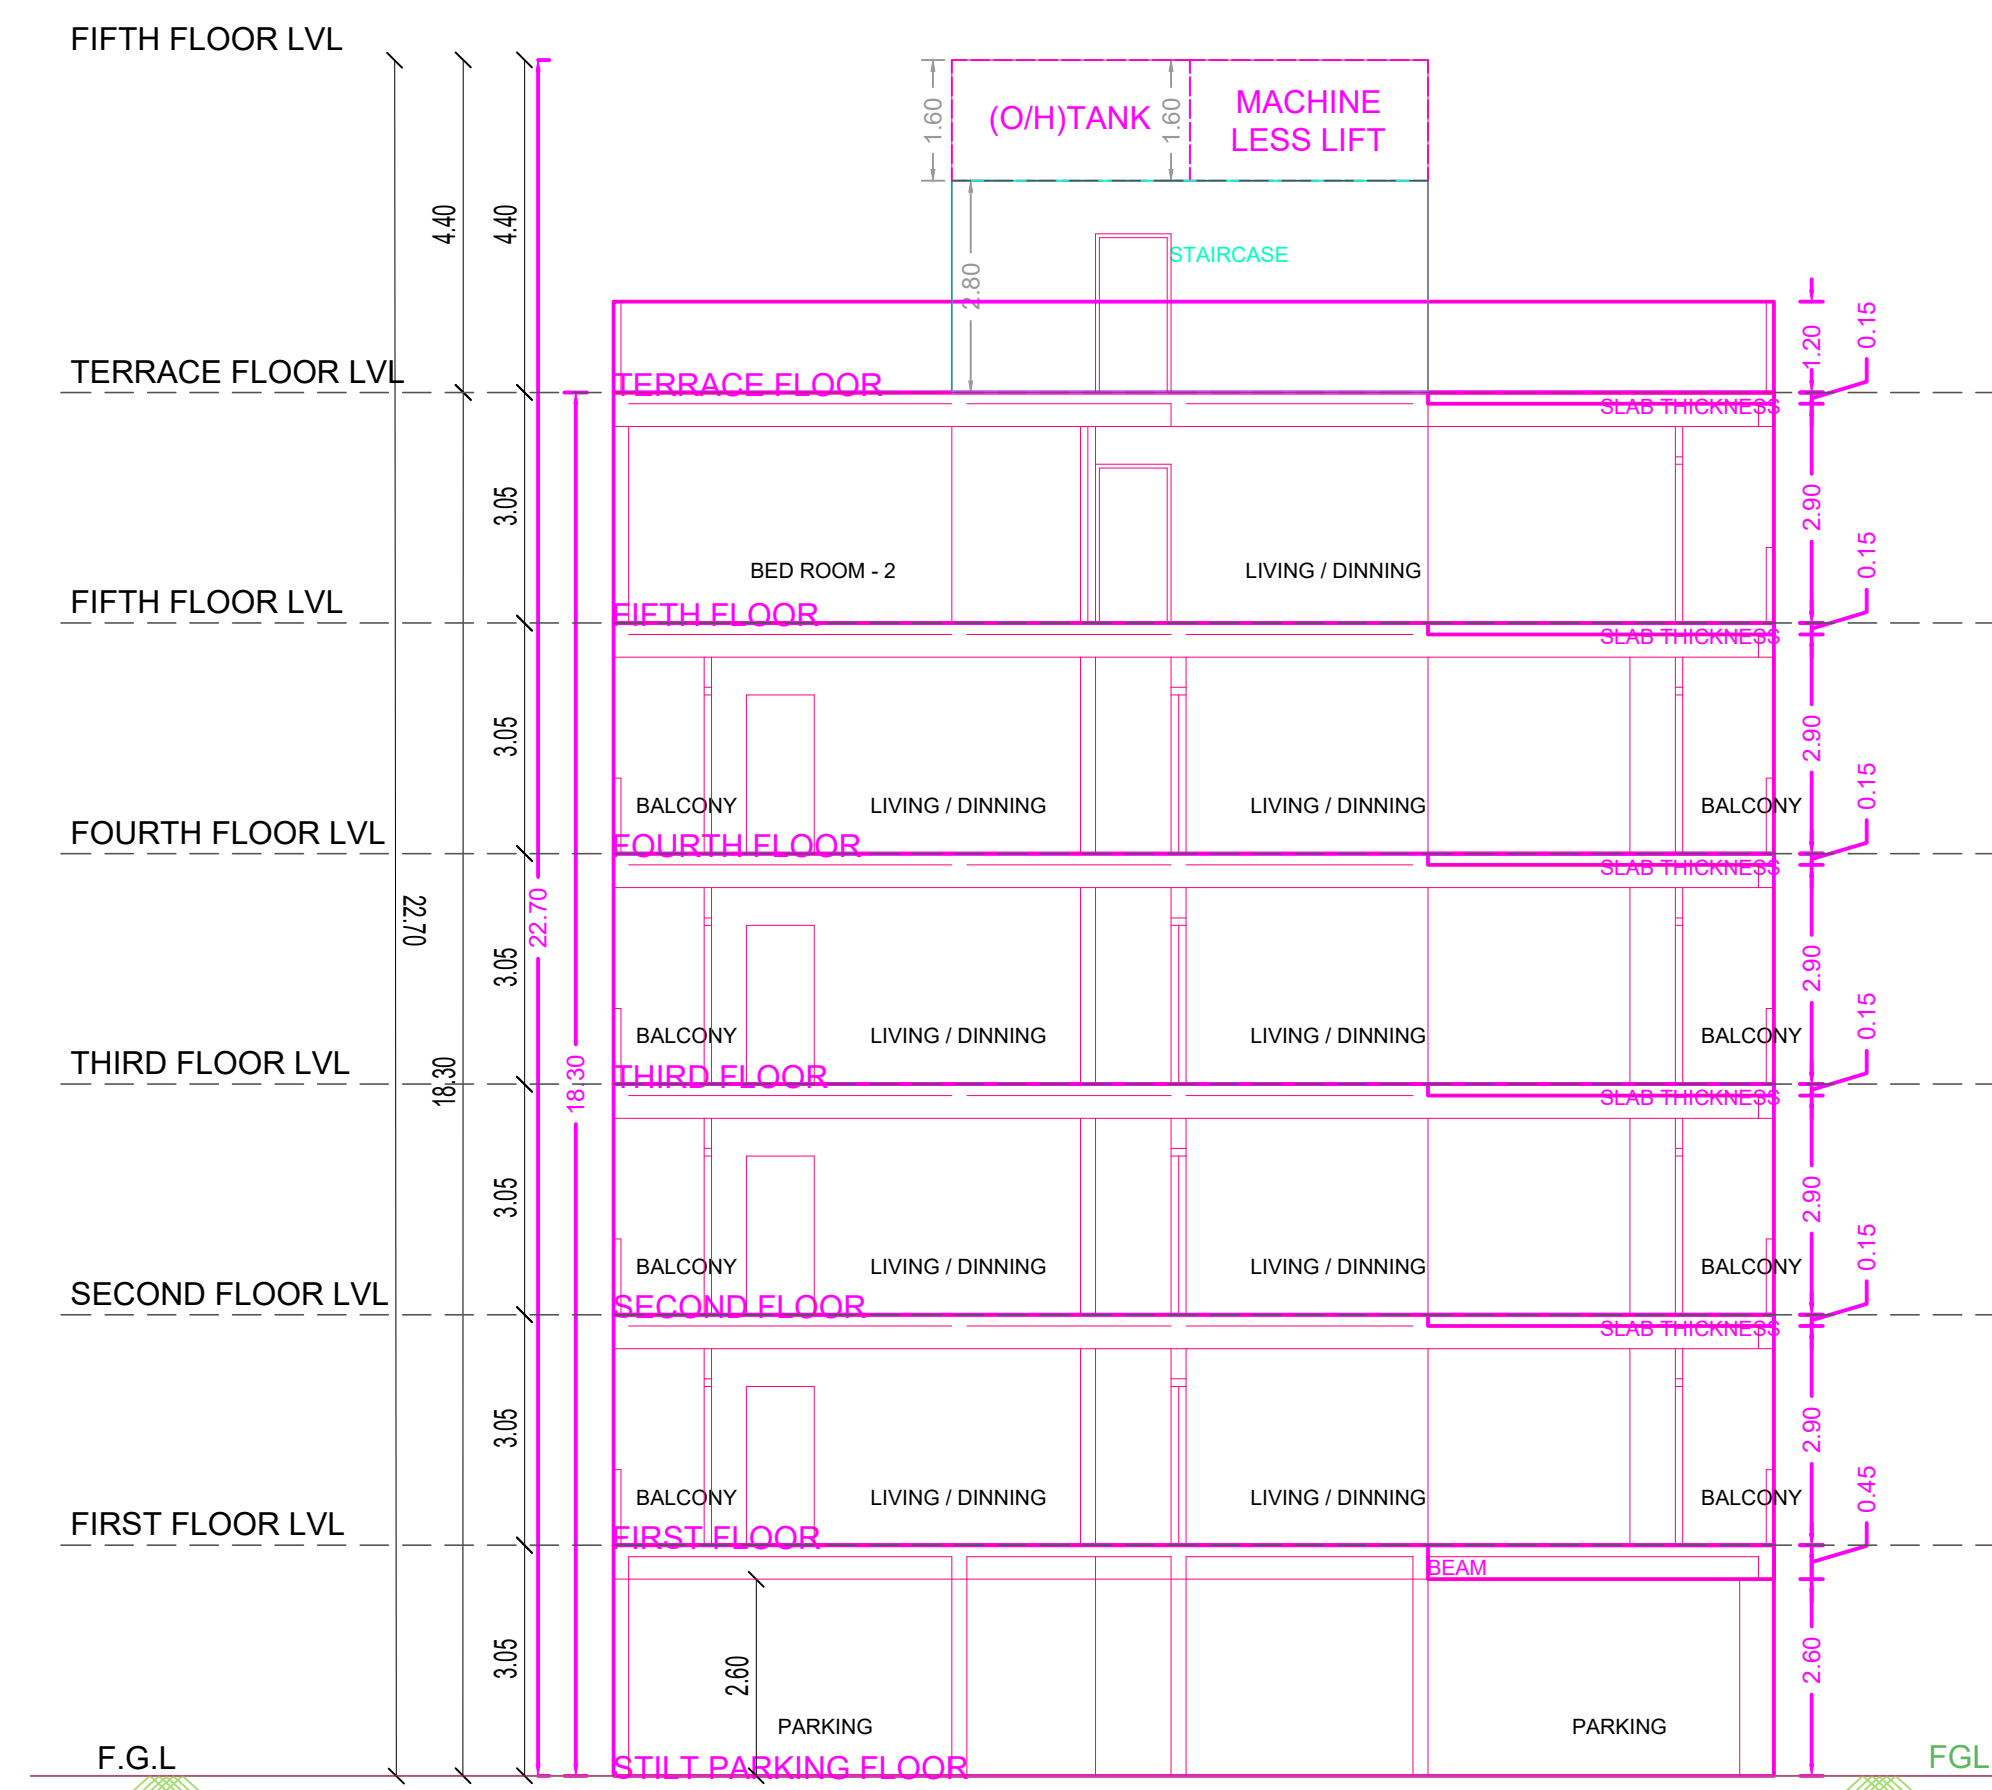 FIFTH FLOOR LVL
(O/H)TANK
MACHINE
LESS LIFT
1.60
1.60
4.40
4.40
2.80
STAIRCASE
1.20
0.15
TERRACE FLOOR LVL
TERRACE FLOOR
SLAB THICKNESS
3.05
2.90
BED ROOM - 2
LIVING / DINNING
0.15
FIFTH FLOOR LVL
FIFTH FLOOR
SLAB THICKNESS
3.05
2.90
BALCONY
LIVING / DINNING
LIVING / DINNING
BALCONY
0.15
FOURTH FLOOR LVL
FOURTH FLOOR
SLAB THICKNESS
22.70
22.70
3.05
2.90
BALCONY
LIVING / DINNING
LIVING / DINNING
BALCONY
0.15
THIRD FLOOR LVL
THIRD FLOOR
18.30
18.30
SLAB THICKNESS
3.05
2.90
BALCONY
LIVING / DINNING
LIVING / DINNING
BALCONY
0.15
SECOND FLOOR LVL
SECOND FLOOR
SLAB THICKNESS
3.05
2.90
BALCONY
LIVING / DINNING
LIVING / DINNING
BALCONY
0.45
FIRST FLOOR LVL
FIRST FLOOR
BEAM
3.05
2.60
2.60
PARKING
PARKING
F.G.L
STILT PARKING FLOOR
FGL